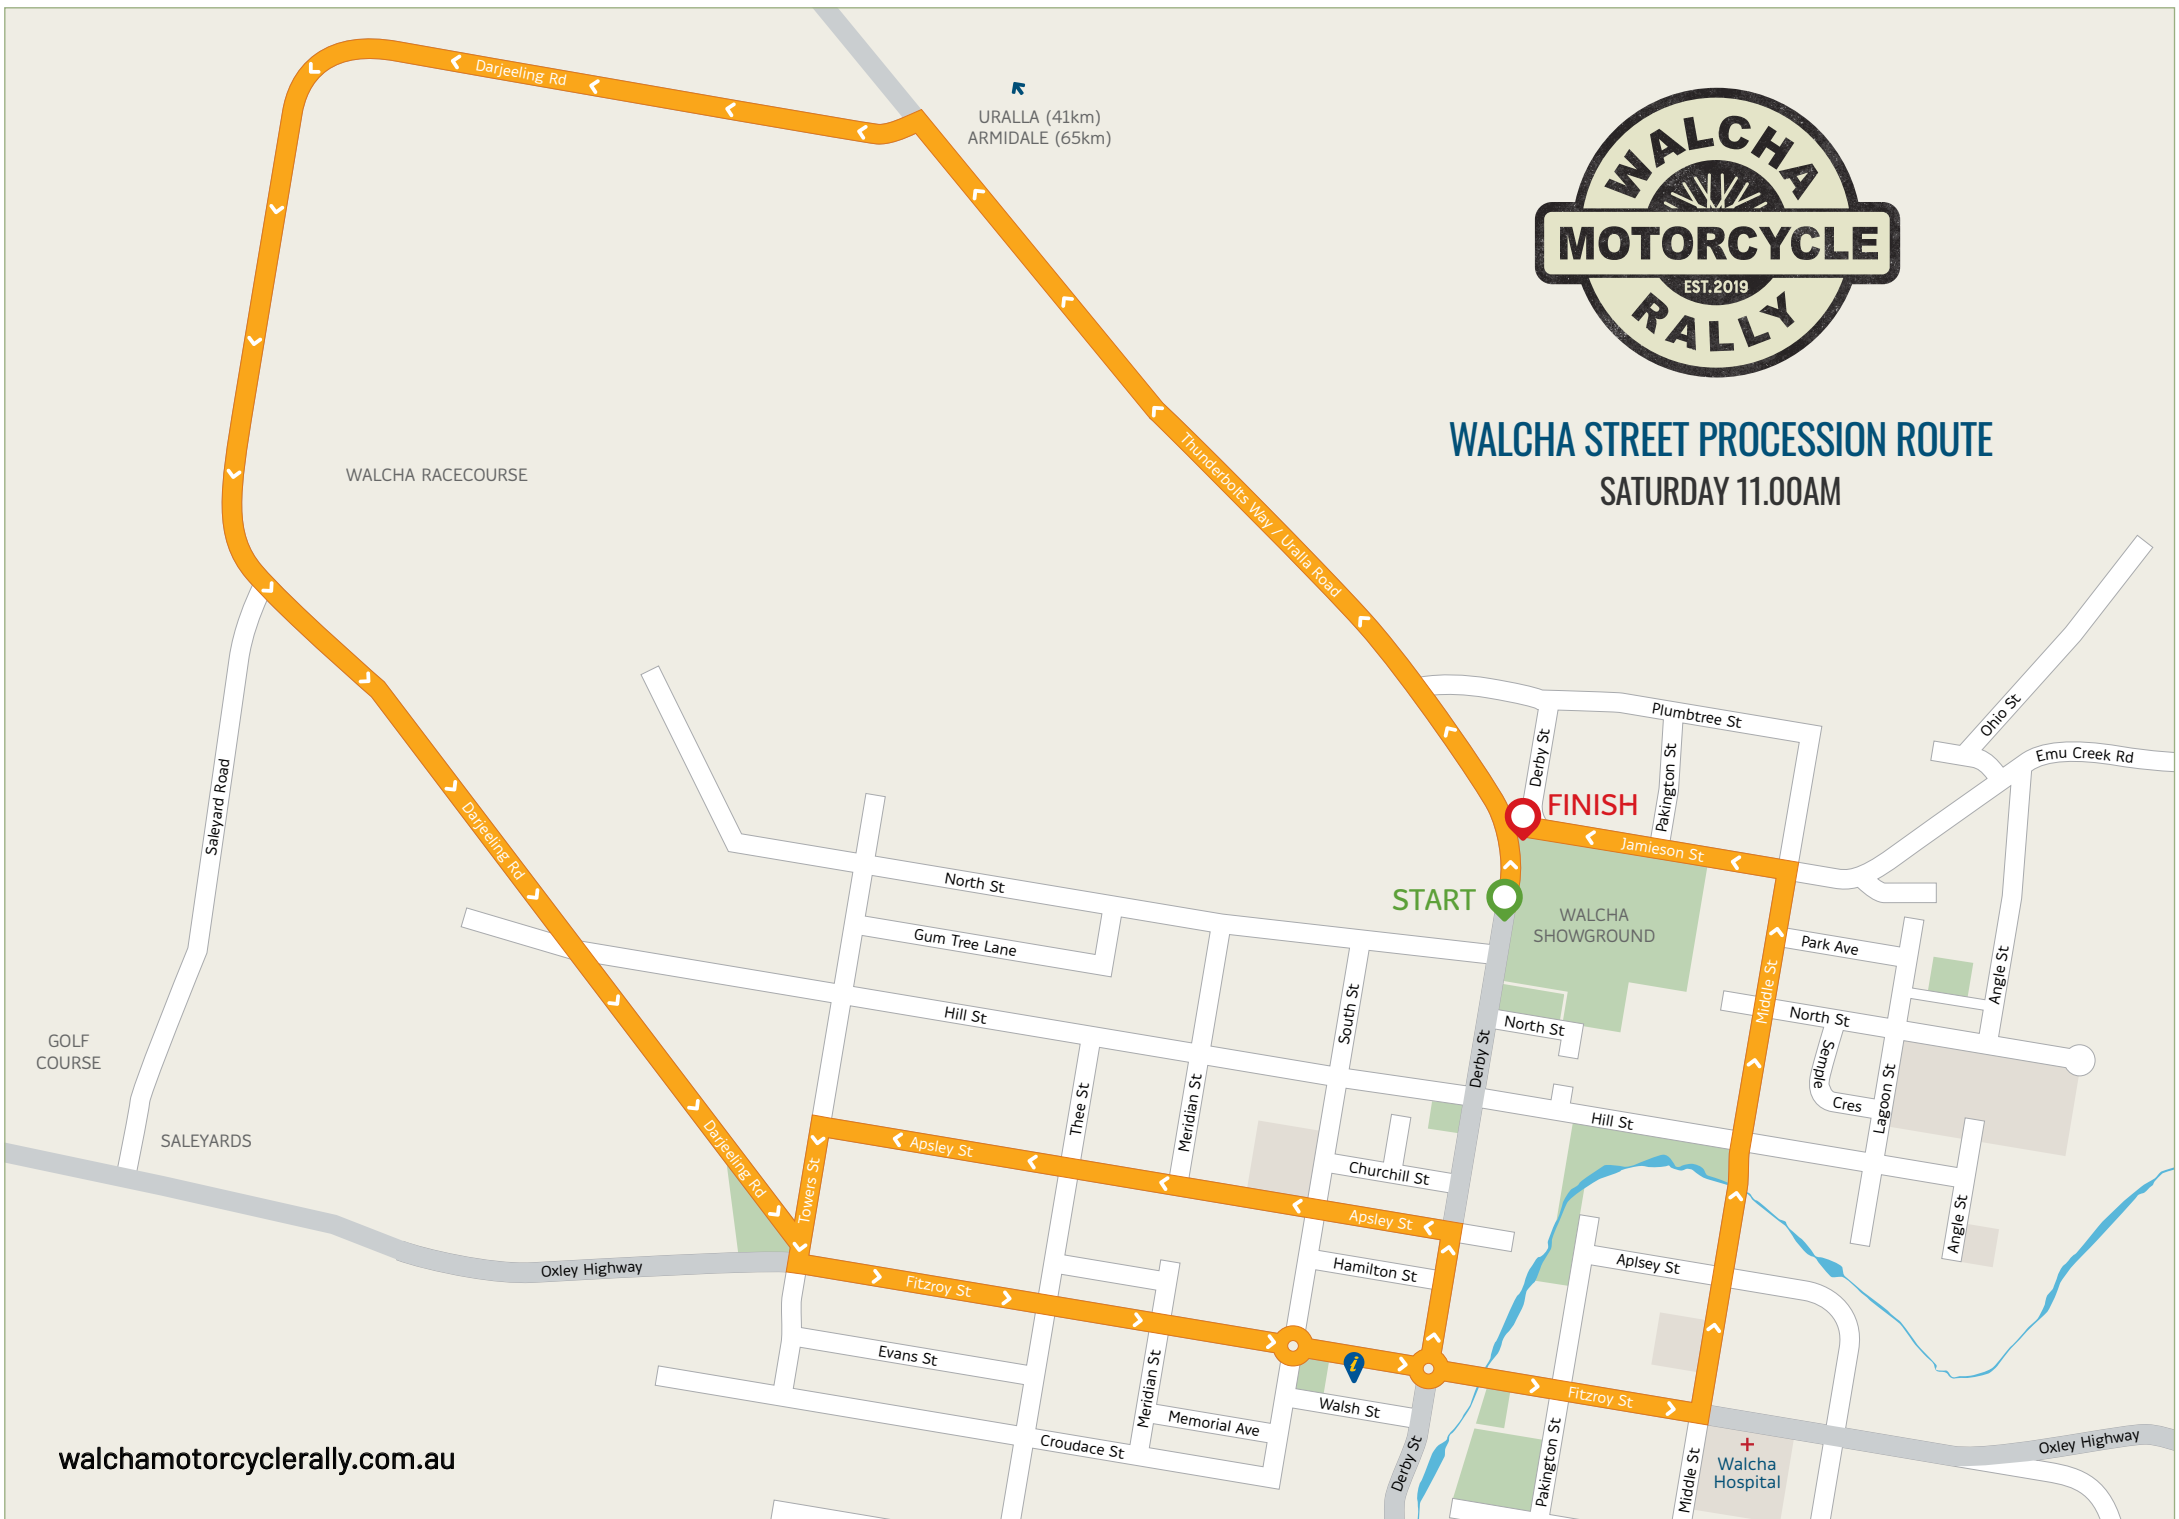 Darjeeling Rd
URALLA (41km)
ARMIDALE (65km)
WALCHA
MOTORCYCLE
EST.2019
RALLY
WALCHA STREET PROCESSION ROUTE
SATURDAY 11.00AM
WALCHA RACECOURSE
Thunderbolts Way / Uralla Road
Ohio St
Plumbtree St
Emu Creek Rd
Derby St
Pakington St
Saleyard Road
Darjeeling Rd
FINISH
Jamieson St
START
WALCHA
SHOWGROUND
North St
Gum Tree Lane
Park Ave
Middle St
Angle St
Hill St
South St
North St
North St
Derby St
Semple
Cres
Lagoon St
GOLF
COURSE
SALEYARDS
Thee St
Meridian St
Hill St
Darjeeling Rd
Towers St
Apsley St
Churchill St
Apsley St
Angle St
Oxley Highway
Fitzroy St
Hamilton St
Aplsey St
Evans St
i
Meridian St
Walsh St
Fitzroy St
Memorial Ave
Croudace St
Derby St
Pakington St
Middle St
Walcha
Hospital
Oxley Highway
walchamotorcyclerally.com.au